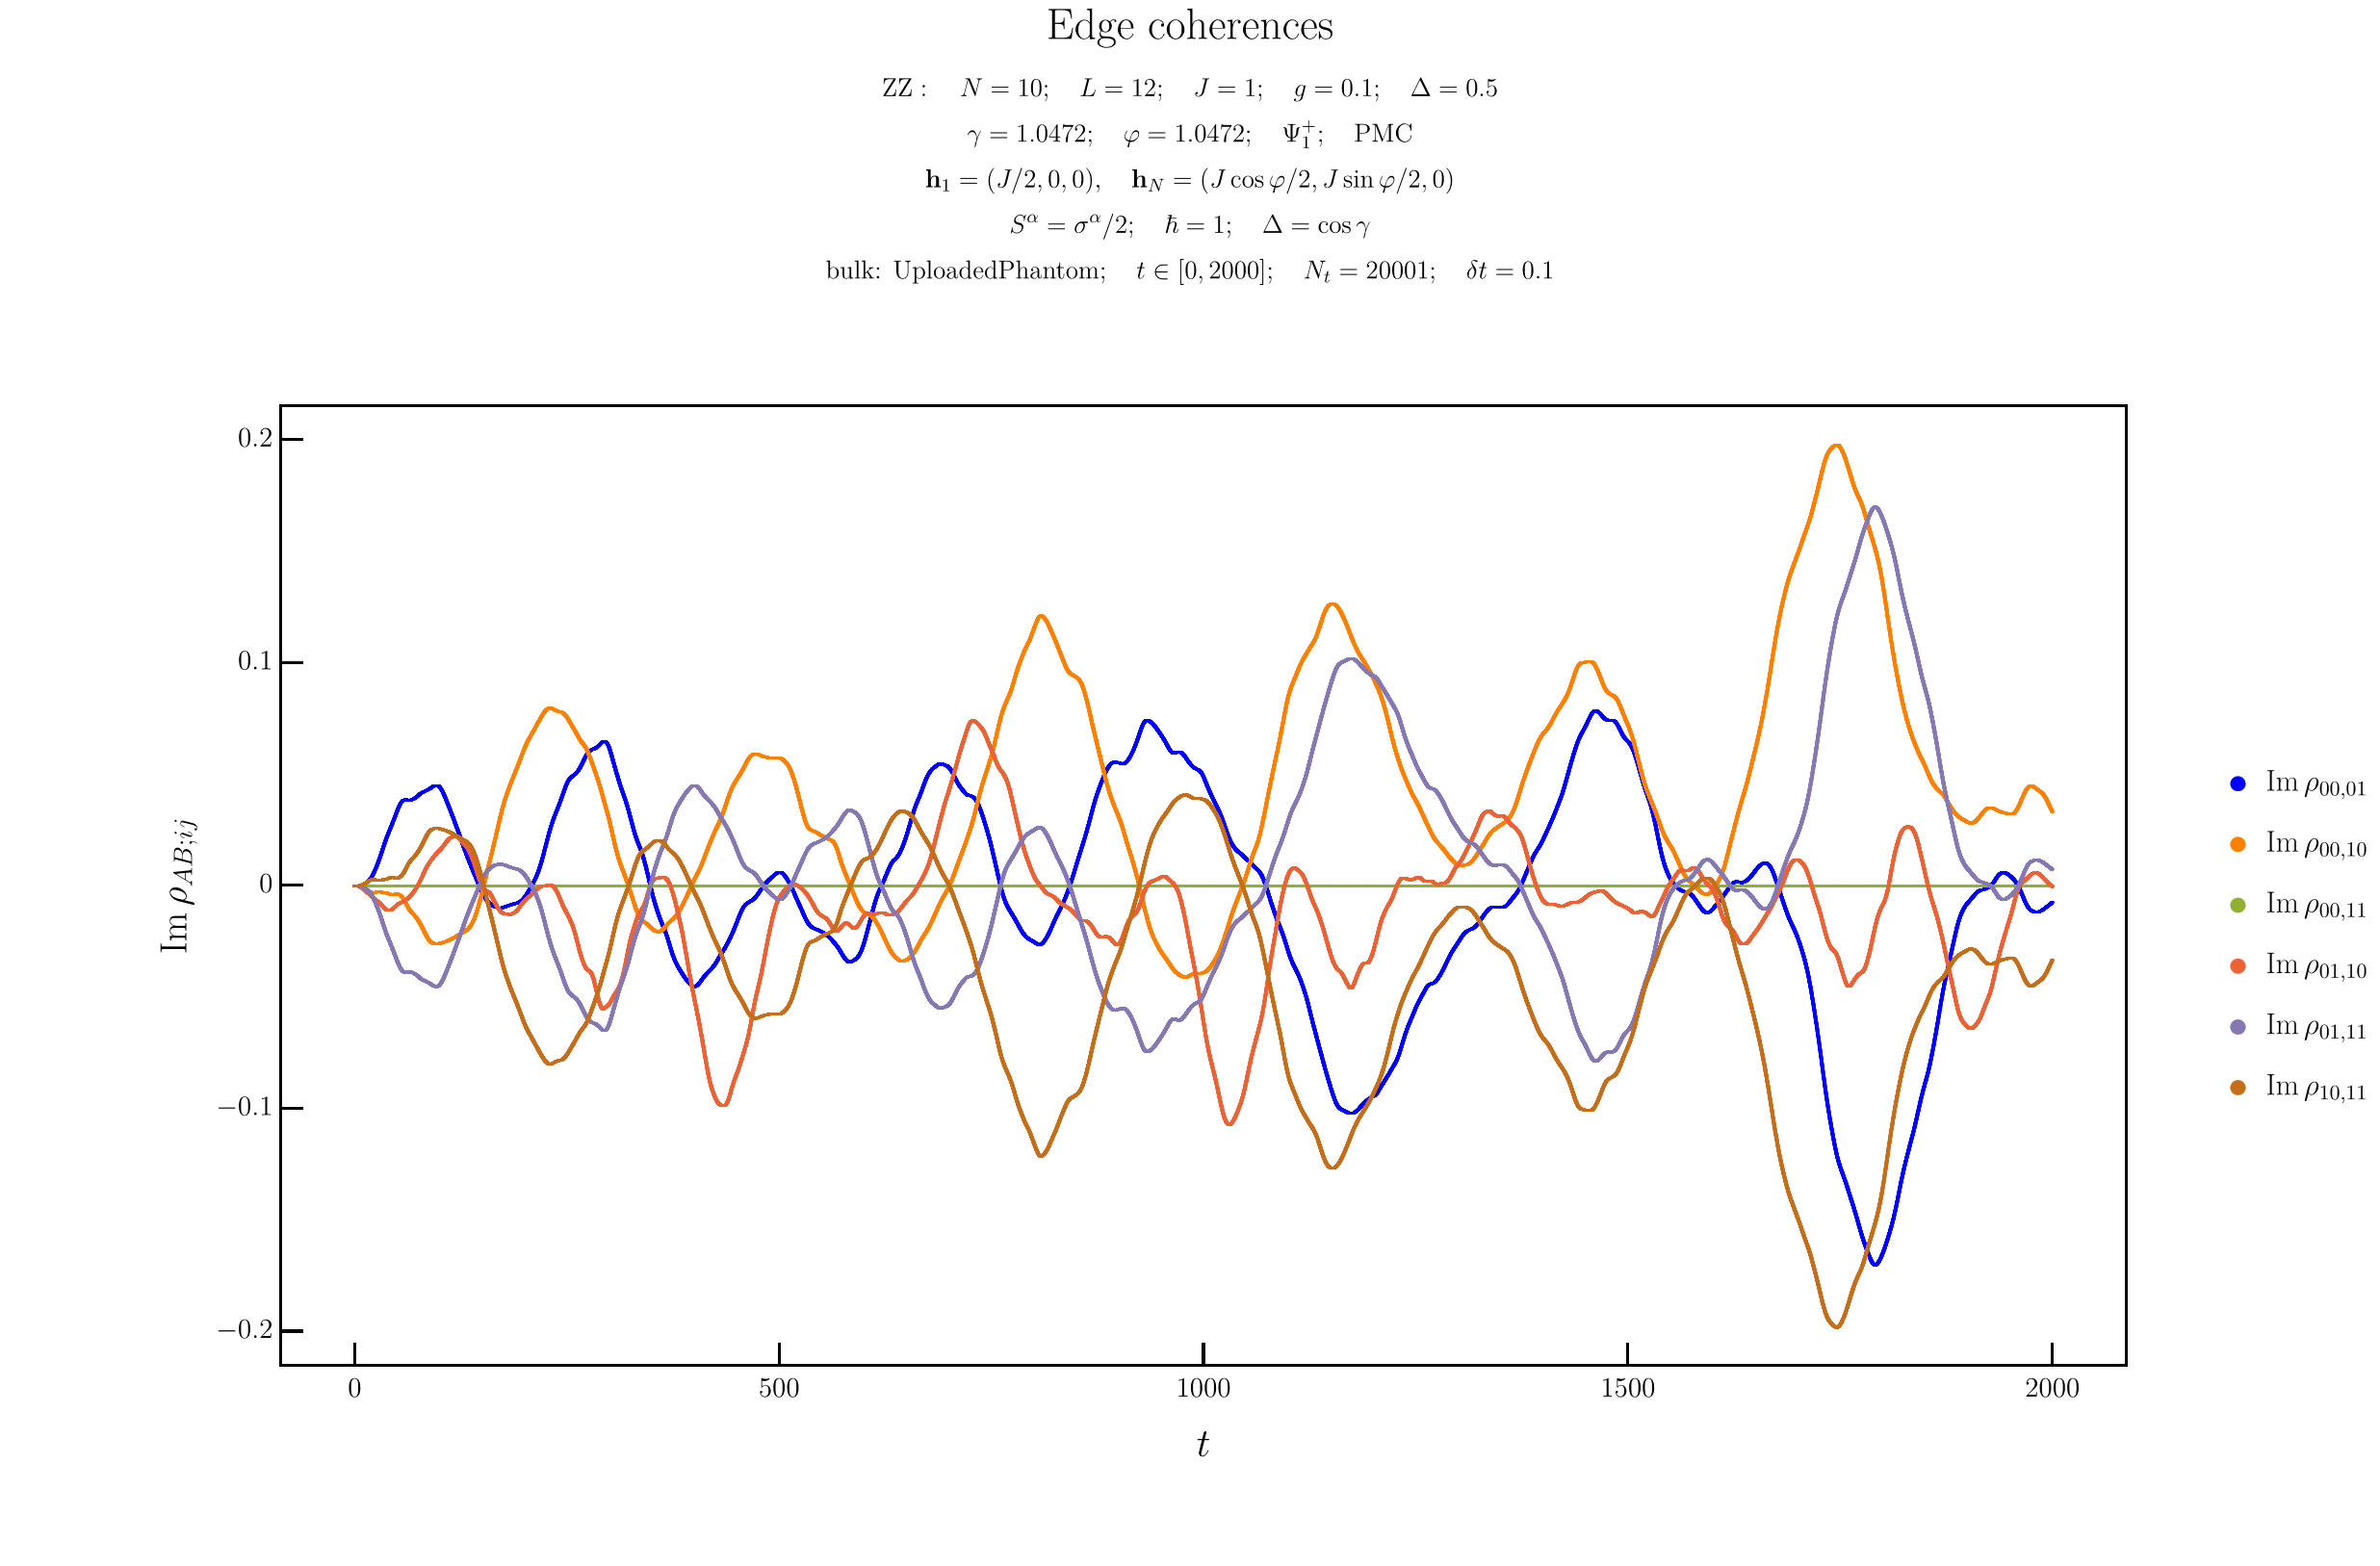 Edge coherences
ZZ : N = 10; L = 12; J = 1; g = 0.1; Δ = 0.5
γ = 1.0472; φ = 1.0472; Ψ₁⁺; PMC
h₁ = (J/2, 0, 0), h_N = (J cos φ/2, J sin φ/2, 0)
S^α = σ^α/2; ℏ = 1; Δ = cos γ
bulk: UploadedPhantom; t ∈ [0, 2000]; N_t = 20001; δt = 0.1
0.2
0.1
0
−0.1
−0.2
Im ρ_{AB;ij}
0 500 1000 1500 2000
t
Im ρ_{00,01}
Im ρ_{00,10}
Im ρ_{00,11}
Im ρ_{01,10}
Im ρ_{01,11}
Im ρ_{10,11}